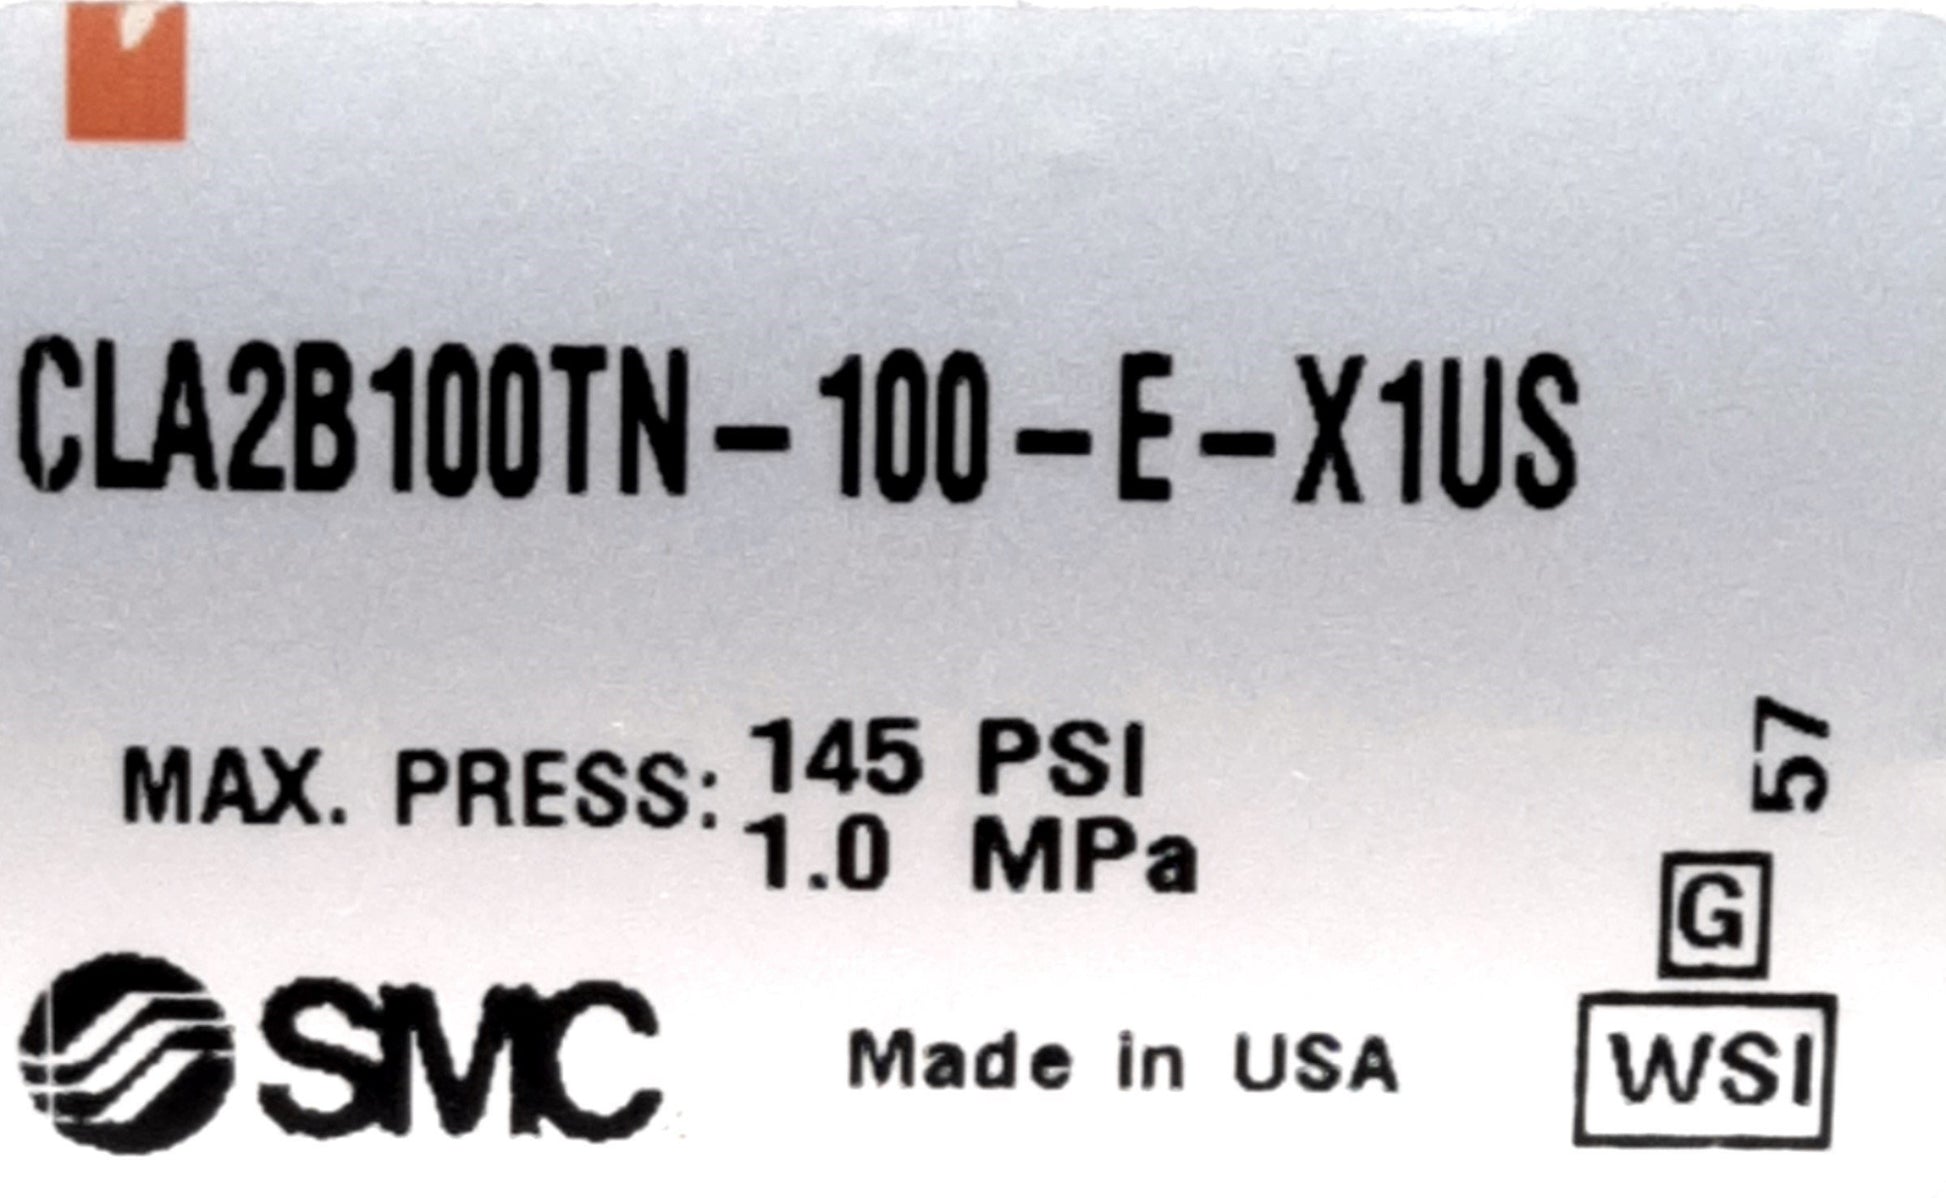 CLA2B100TN-100-E-X1US
MAX. PRESS: 145 PSI
1.0 MPa
57
G
SMC
Made in USA
WSI